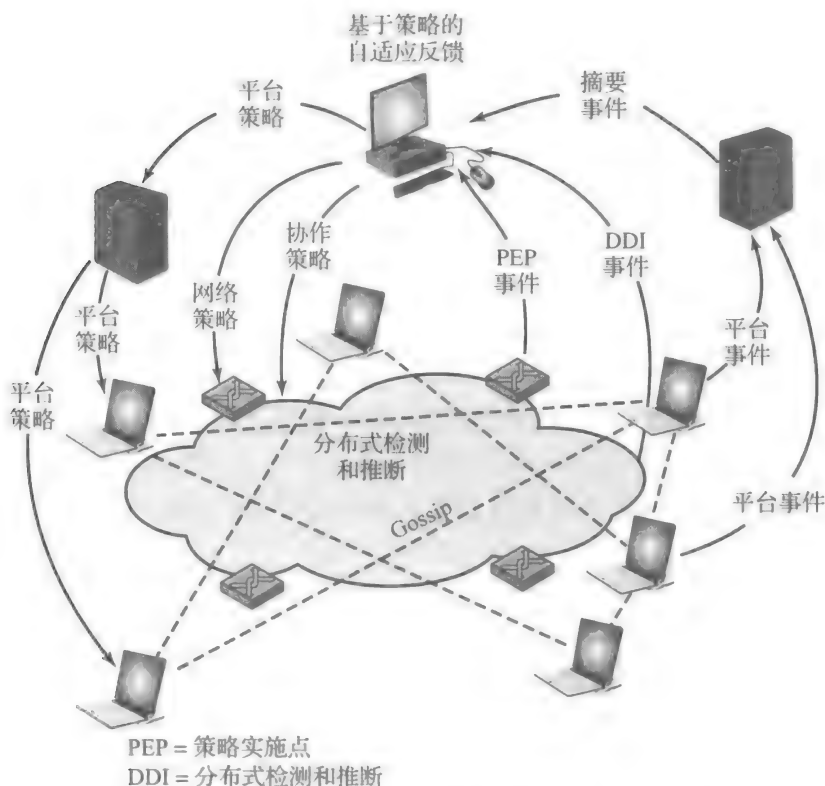 基于策略的
自适应反馈
平台
策略
摘要
事件
协作
策略
PEP
事件
DDI
事件
网络
策略
平台
策略
平台
事件
平台
策略
分布式检测
和推断
Gossip
平台事件
PEP = 策略实施点
DDI = 分布式检测和推断